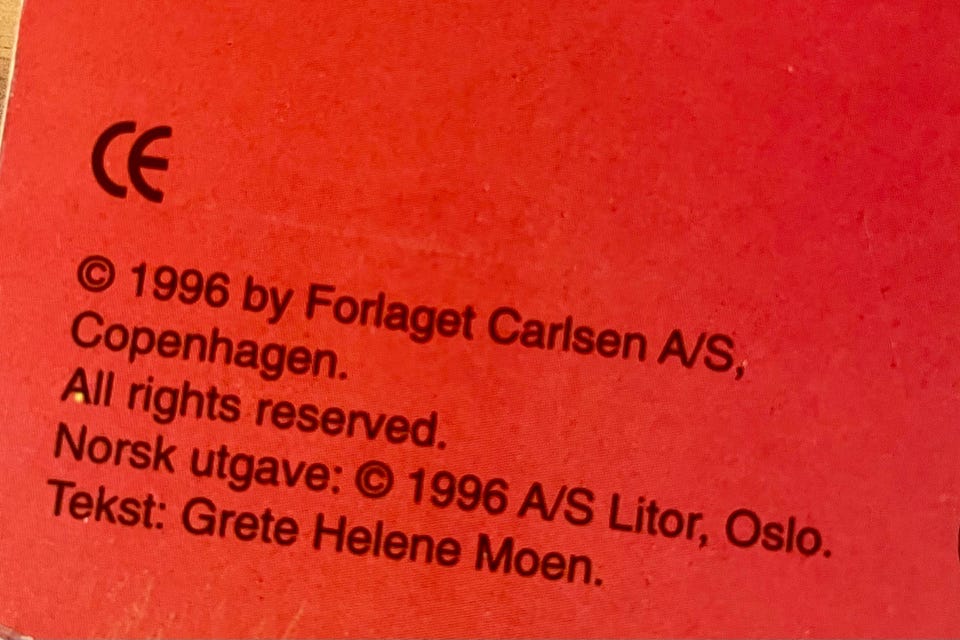 CE
© 1996 by Forlaget Carlsen A/S,
Copenhagen.
All rights reserved.
Norsk utgave: © 1996 A/S Litor, Oslo.
Tekst: Grete Helene Moen.